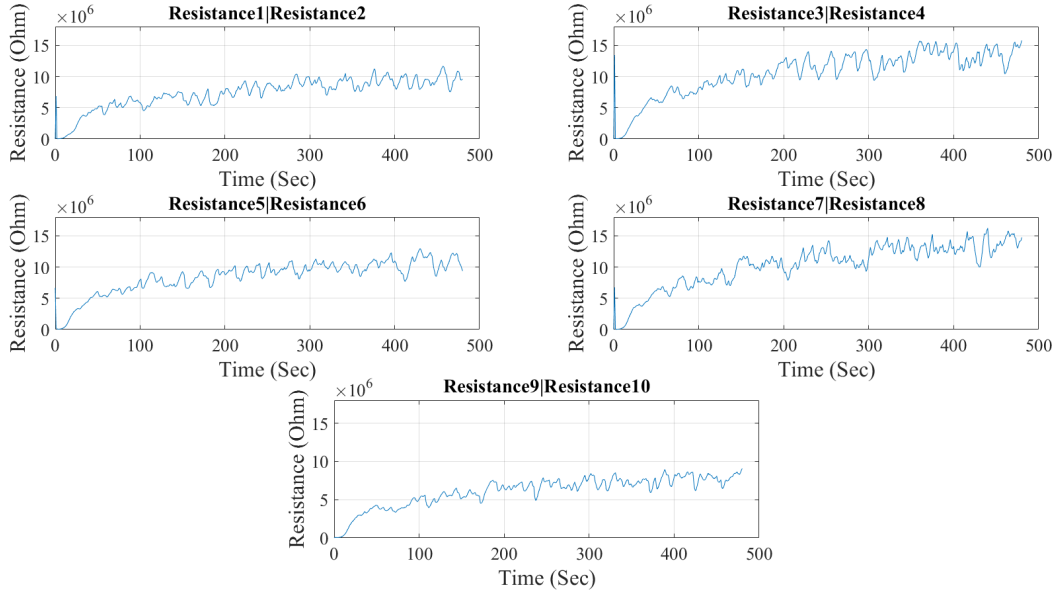 Resistance1|Resistance2
×10^6
Resistance (Ohm)
15
10
5
0
0 100 200 300 400 500
Time (Sec)
Resistance3|Resistance4
×10^6
Resistance (Ohm)
15
10
5
0
0 100 200 300 400 500
Time (Sec)
Resistance5|Resistance6
×10^6
Resistance (Ohm)
15
10
5
0
0 100 200 300 400 500
Time (Sec)
Resistance7|Resistance8
×10^6
Resistance (Ohm)
15
10
5
0
0 100 200 300 400 500
Time (Sec)
Resistance9|Resistance10
×10^6
Resistance (Ohm)
15
10
5
0
0 100 200 300 400 500
Time (Sec)